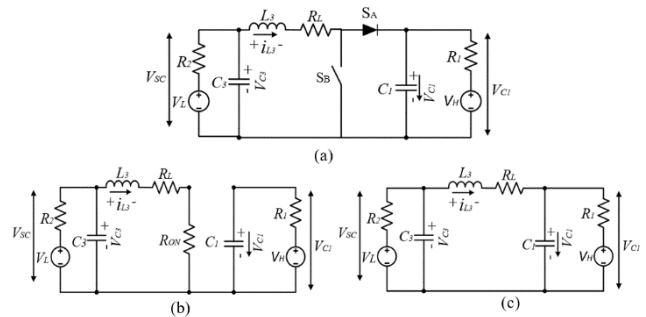 L3 RL SA
+ iL3 -
VSC R2 C3 + - VC3 SB C1 + - VC1 R1 VC1
VL + - VH + -
(a)
L3 RL
+ iL3 -
VSC R2 C3 + - VC3 RON C1 + - VC1 R1 VC1
VL + - VH + -
(b)
L3 RL
+ iL3 -
VSC R2 C3 + - VC3 C1 + - VC1 R1 VC1
VL + - VH + -
(c)